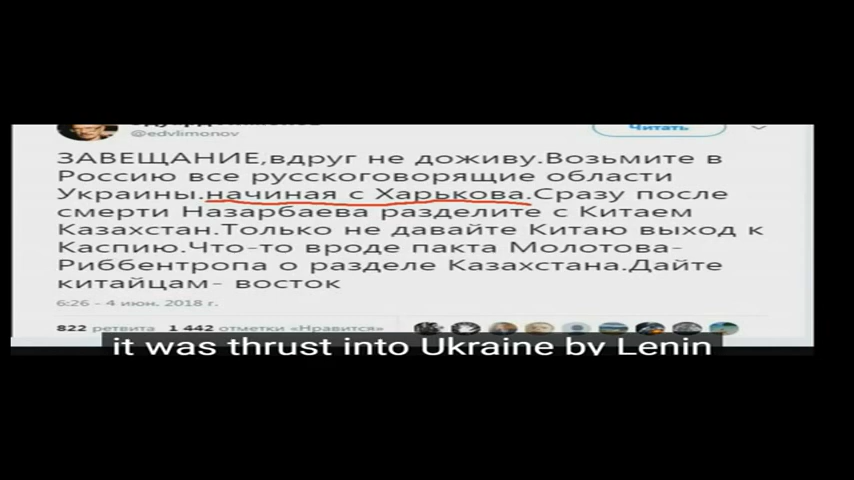 @edvlimonov
Читать
ЗАВЕЩАНИЕ,вдруг не доживу.Возьмите в
Россию все русскоговорящие области
Украины.начиная с Харькова.Сразу после
смерти Назарбаева разделите с Китаем
Казахстан.Только не давайте Китаю выход к
Каспию.Что-то вроде пакта Молотова-
Риббентропа о разделе Казахстана.Дайте
китайцам- восток
6:26 - 4 июн. 2018 г.
822 ретвита 1 442 отметки «Нравится»
it was thrust into Ukraine by Lenin